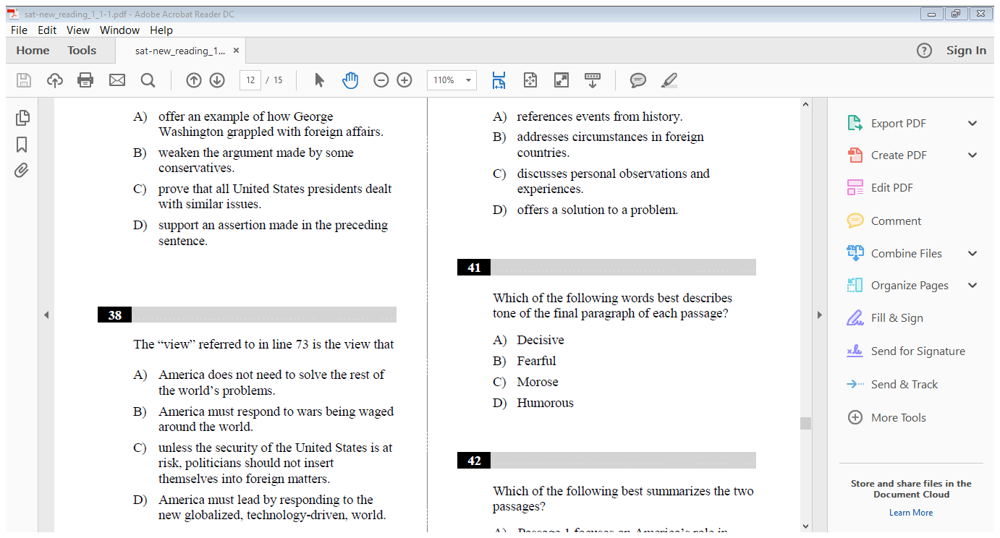 sat-new_reading_1_1-1.pdf - Adobe Acrobat Reader DC
File Edit View Window Help
Home Tools sat-new_reading_1... × ? Sign In
12 / 15 110%
A) offer an example of how George
Washington grappled with foreign affairs.
B) weaken the argument made by some
conservatives.
C) prove that all United States presidents dealt
with similar issues.
D) support an assertion made in the preceding
sentence.
38
The “view” referred to in line 73 is the view that
A) America does not need to solve the rest of
the world’s problems.
B) America must respond to wars being waged
around the world.
C) unless the security of the United States is at
risk, politicians should not insert
themselves into foreign matters.
D) America must lead by responding to the
new globalized, technology-driven, world.
A) references events from history.
B) addresses circumstances in foreign
countries.
C) discusses personal observations and
experiences.
D) offers a solution to a problem.
41
Which of the following words best describes
tone of the final paragraph of each passage?
A) Decisive
B) Fearful
C) Morose
D) Humorous
42
Which of the following best summarizes the two
passages?
A) Passage 1 focuses on America’s role in
Export PDF
Create PDF
Edit PDF
Comment
Combine Files
Organize Pages
Fill & Sign
Send for Signature
Send & Track
More Tools
Store and share files in the
Document Cloud
Learn More